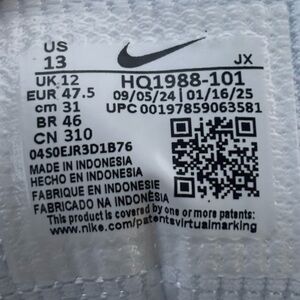 US
13
JX
UK 12
HQ1988-101
EUR 47.5
09/05/24 | 01/16/25
cm 31
UPC 00197859063581
BR 46
CN 310
04S0EJR3D1B76
MADE IN INDONESIA
HECHO EN INDONESIA
FABRIQUE EN INDONESIE
FABRICADO NA INDONÉSIA
This product is covered by one or more patents:
www.nike.com/patentsvirtualmarking